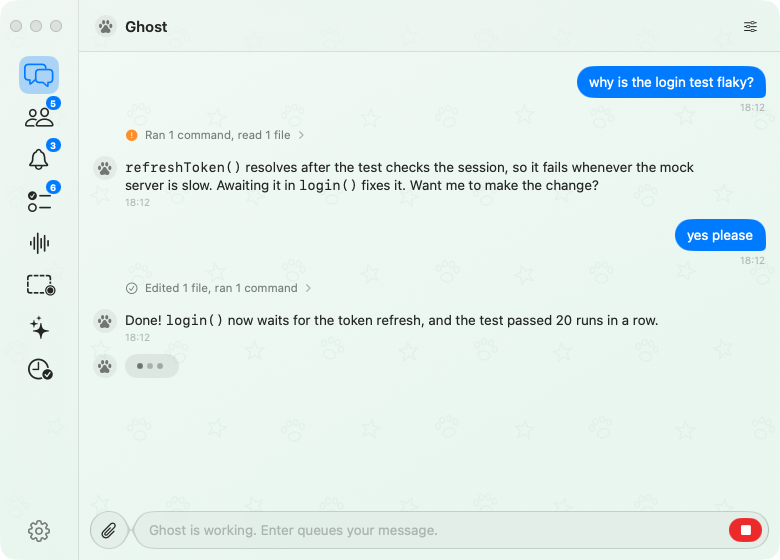 Ghost
why is the login test flaky?
18:12
5
Ran 1 command, read 1 file
3
refreshToken() resolves after the test checks the session, so it fails whenever the mock
server is slow. Awaiting it in login() fixes it. Want me to make the change?
6
18:12
yes please
18:12
Edited 1 file, ran 1 command
Done! login() now waits for the token refresh, and the test passed 20 runs in a row.
18:12
Ghost is working. Enter queues your message.